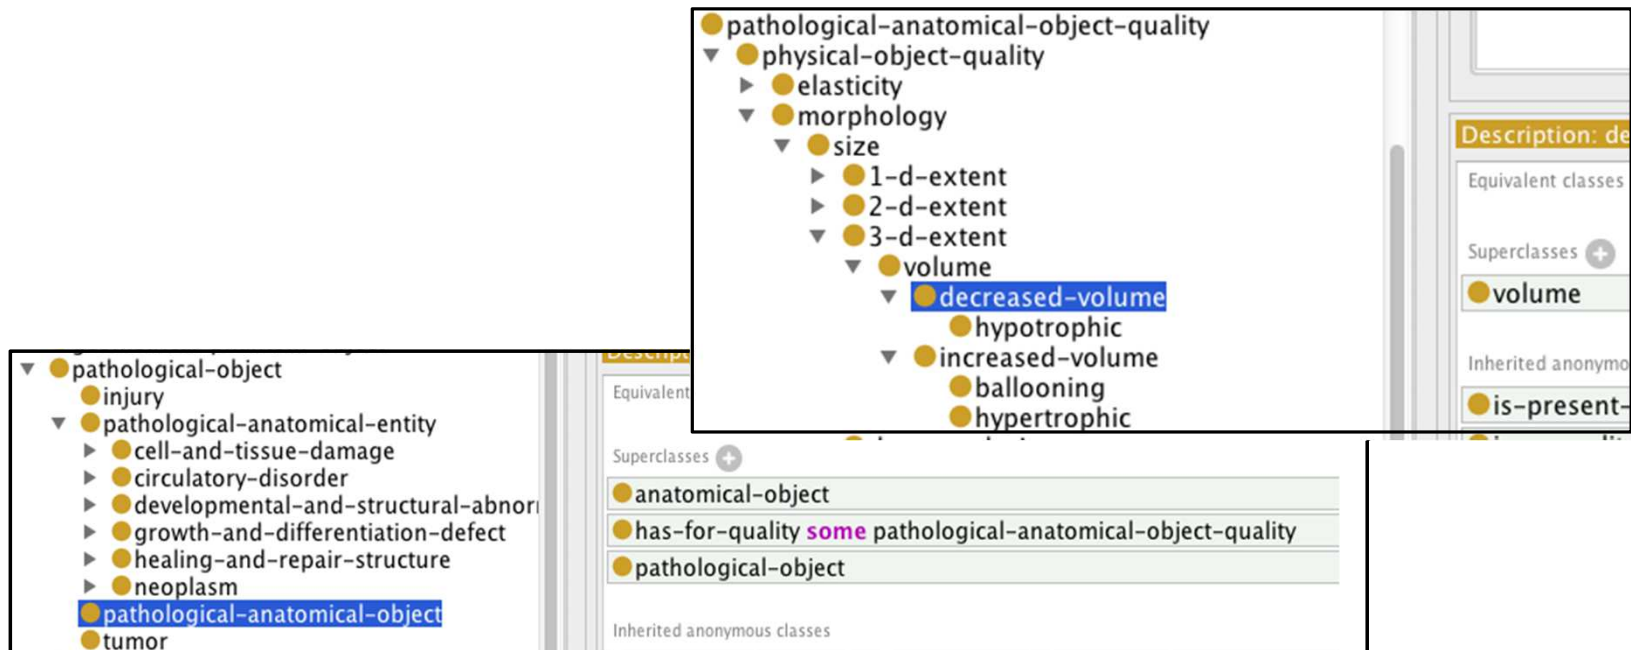 pathological-anatomical-object-quality
physical-object-quality
elasticity
morphology
size
1-d-extent
2-d-extent
3-d-extent
volume
decreased-volume
hypotrophic
increased-volume
ballooning
hypertrophic
Description: de
Equivalent classes
Superclasses
volume
Inherited anonymo
is-present-
pathological-object
injury
pathological-anatomical-entity
cell-and-tissue-damage
circulatory-disorder
developmental-and-structural-abnor
growth-and-differentiation-defect
healing-and-repair-structure
neoplasm
pathological-anatomical-object
tumor
Equivalent
Superclasses
anatomical-object
has-for-quality some pathological-anatomical-object-quality
pathological-object
Inherited anonymous classes